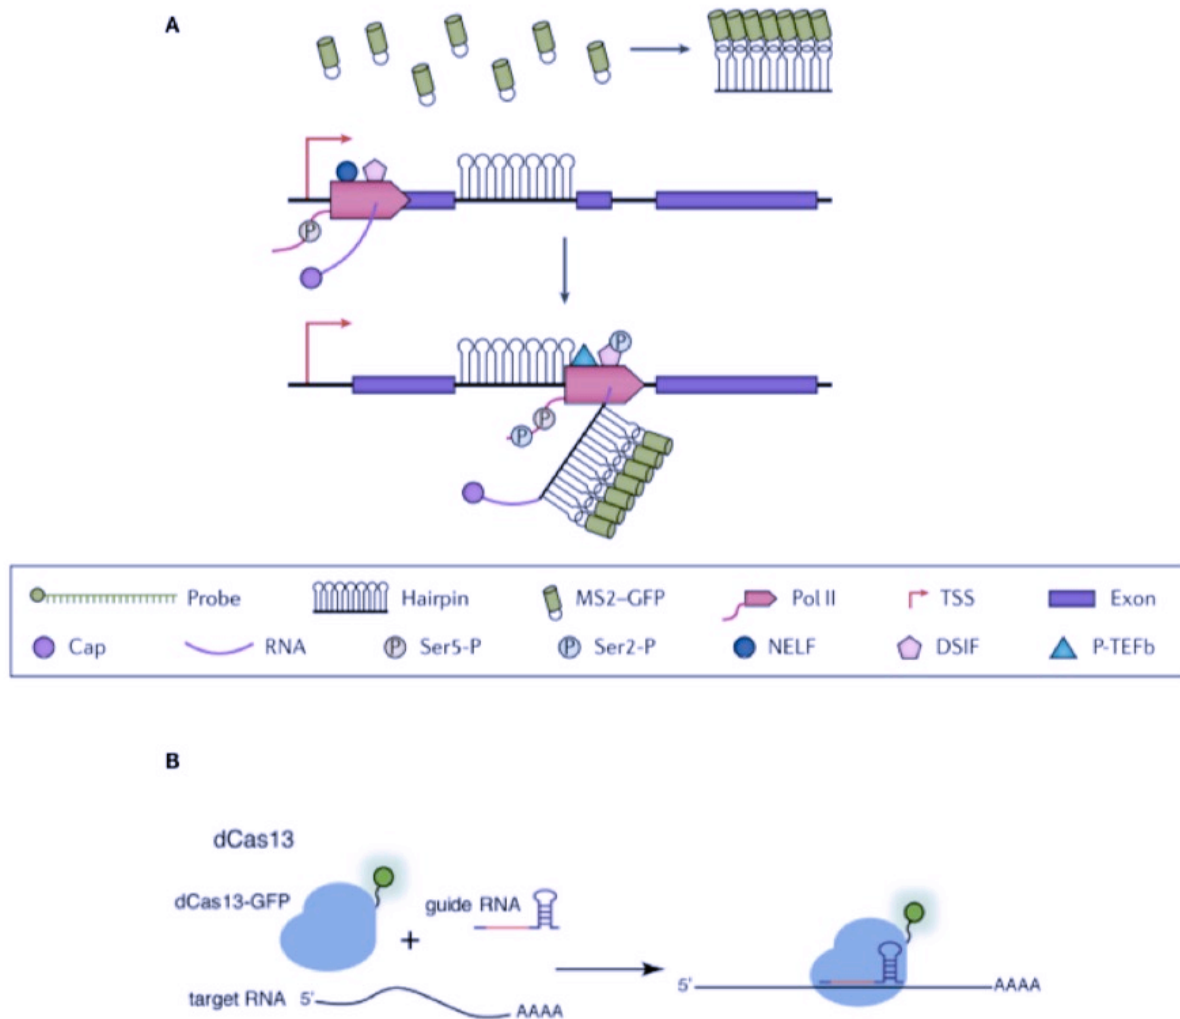 A
P
P
P
P
Probe Hairpin MS2–GFP Pol II TSS Exon
Cap RNA P Ser5-P P Ser2-P NELF DSIF P-TEFb
B
dCas13
dCas13-GFP
guide RNA
+
target RNA 5' AAAA
5' AAAA